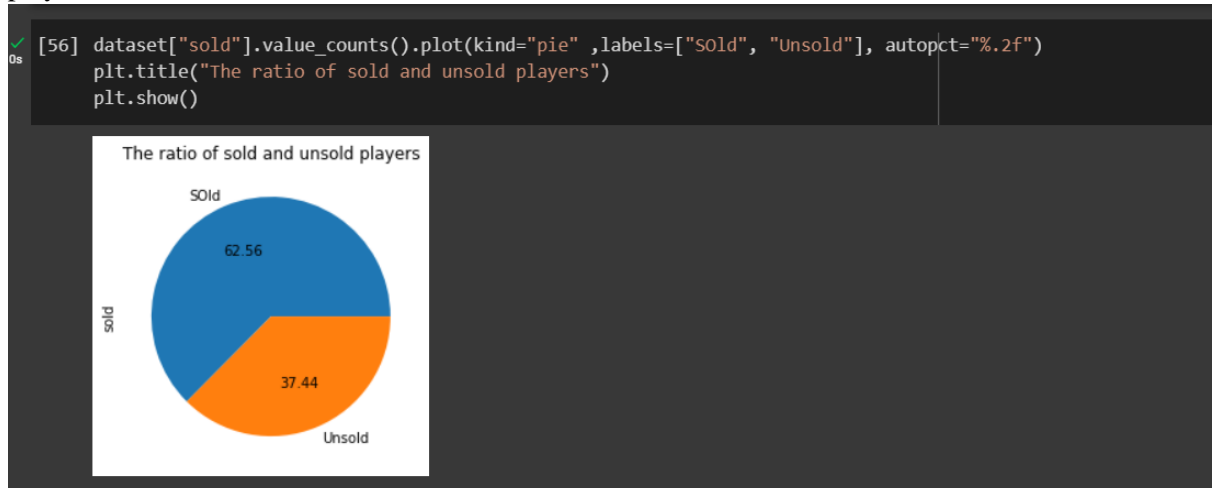 [56] dataset["sold"].value_counts().plot(kind="pie" ,labels=["SOld", "Unsold"], autopct="%.2f")
0s
plt.title("The ratio of sold and unsold players")
plt.show()
The ratio of sold and unsold players
SOld
62.56
sold
37.44
Unsold